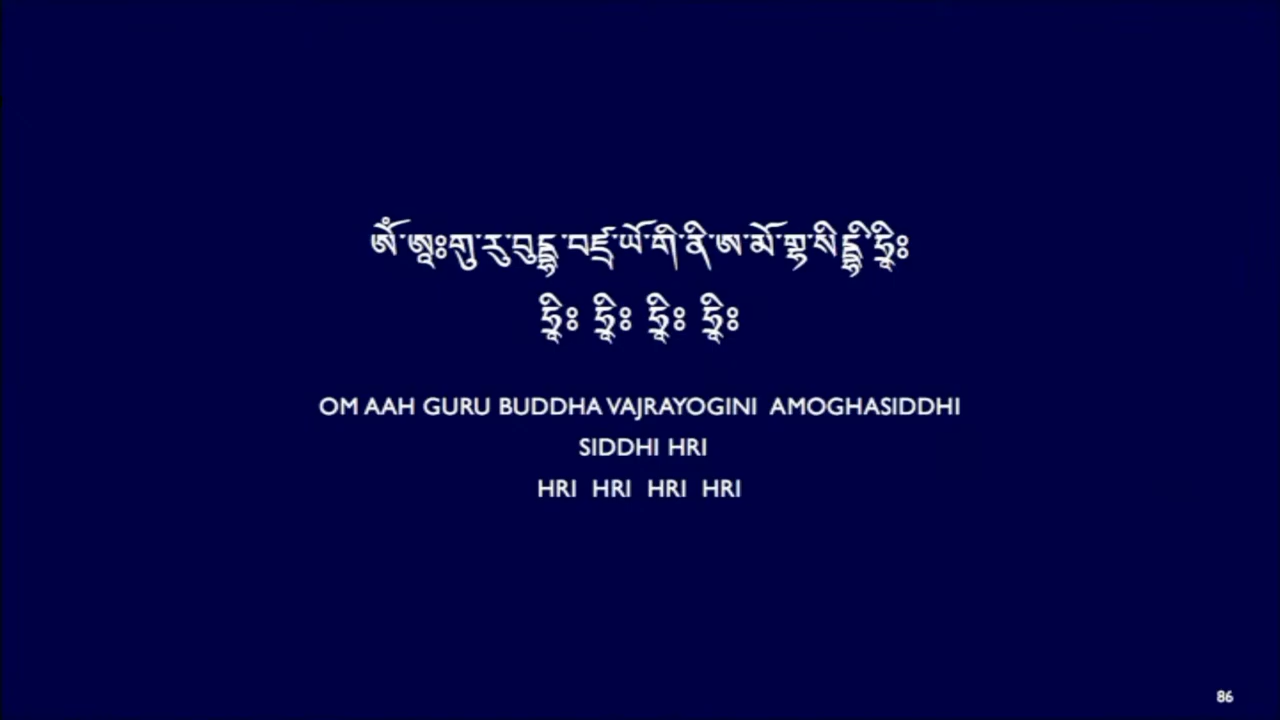 ཨོཾ་ཨཱཿགུ་རུ་བུདྡྷ་བཛྲ་ཡོ་གི་ནི་ཨ་མོ་གྷ་སིདྡྷི་ཧྲཱིཿ
ཧྲཱིཿ ཧྲཱིཿ ཧྲཱིཿ ཧྲཱིཿ
OM AAH GURU BUDDHA VAJRAYOGINI AMOGHASIDDHI
SIDDHI HRI
HRI HRI HRI HRI
86